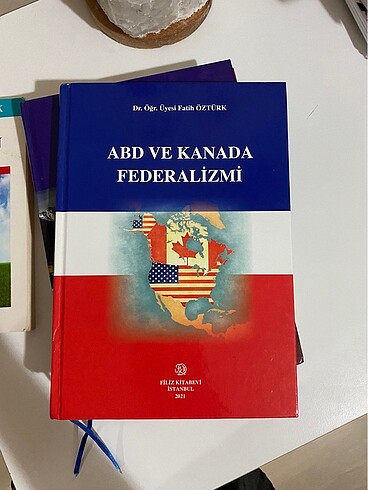 Dr. Öğr. Üyesi Fatih ÖZTÜRK
ABD VE KANADA
FEDERALİZMİ
FİLİZ KİTABEVİ
İSTANBUL
2021
K